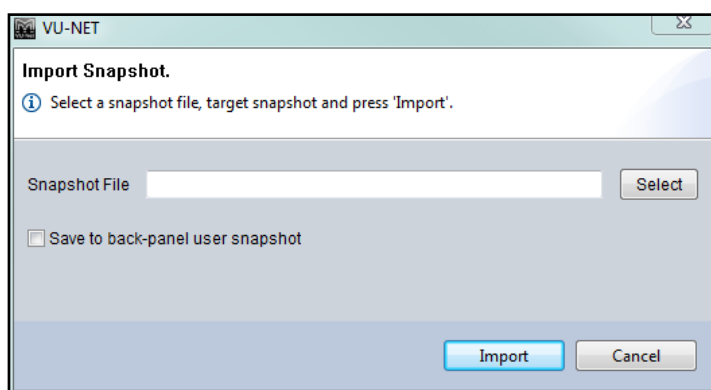 VU-NET
Import Snapshot.
Select a snapshot file, target snapshot and press 'Import'.
Snapshot File
Select
Save to back-panel user snapshot
Import
Cancel